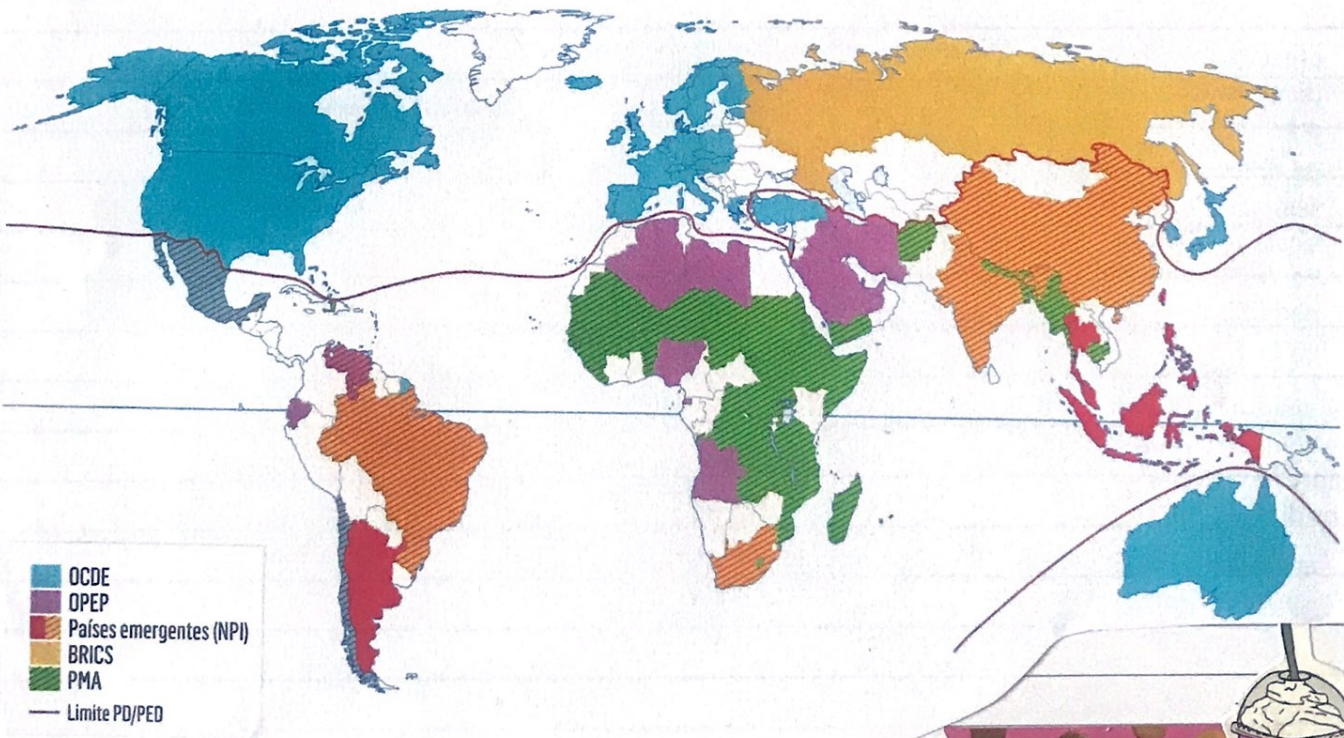 OCDE
OPEP
Países emergentes (NPI)
BRICS
PMA
Limite PD/PED